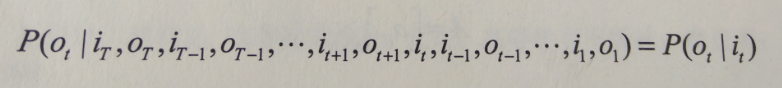 P(o_t | i_T, o_T, i_{T-1}, o_{T-1}, ⋯, i_{t+1}, o_{t+1}, i_t, i_{t-1}, o_{t-1}, ⋯, i_1, o_1) = P(o_t | i_t)